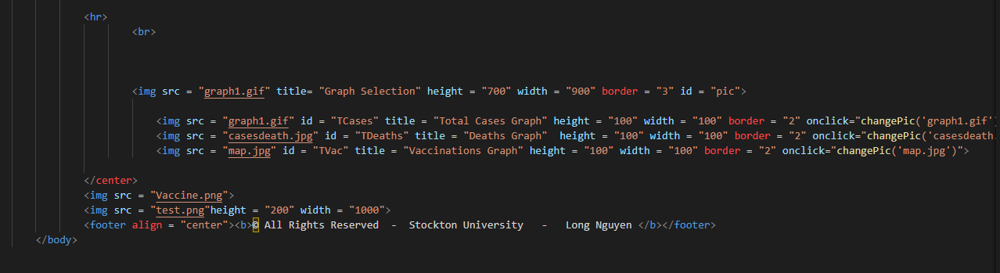 <hr>
<br>
<img src = "graph1.gif" title= "Graph Selection" height = "700" width = "900" border = "3" id = "pic">
<img src = "graph1.gif" id = "TCases" title = "Total Cases Graph" height = "100" width = "100" border = "2" onclick="changePic('graph1.gif')
<img src = "casesdeath.jpg" id = "TDeaths" title = "Deaths Graph"  height = "100" width = "100" border = "2" onclick="changePic('casesdeath.
<img src = "map.jpg" id = "TVac" title = "Vaccinations Graph" height = "100" width = "100" border = "2" onclick="changePic('map.jpg')">
</center>
<img src = "Vaccine.png">
<img src = "test.png"height = "200" width = "1000">
<footer align = "center"><b>© All Rights Reserved  -  Stockton University   -   Long Nguyen </b></footer>
</body>